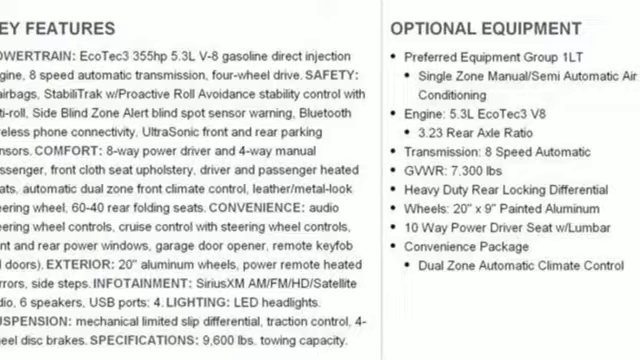 EY FEATURES
OWERTRAIN: EcoTec3 355hp 5.3L V-8 gasoline direct injection
ngine, 8 speed automatic transmission, four-wheel drive. SAFETY:
airbags, StabiliTrak w/Proactive Roll Avoidance stability control with
ti-roll, Side Blind Zone Alert blind spot sensor warning, Bluetooth
reless phone connectivity. UltraSonic front and rear parking
nsors. COMFORT: 8-way power driver and 4-way manual
ssenger, front cloth seat upholstery, driver and passenger heated
ats, automatic dual zone front climate control, leather/metal-look
eering wheel, 60-40 rear folding seats. CONVENIENCE: audio
eering wheel controls, cruise control with steering wheel controls,
ont and rear power windows, garage door opener, remote keyfob
ll doors). EXTERIOR: 20" aluminum wheels, power remote heated
rrors, side steps. INFOTAINMENT: SiriusXM AM/FM/HD/Satellite
dio, 6 speakers, USB ports: 4. LIGHTING: LED headlights.
USPENSION: mechanical limited slip differential, traction control, 4-
heel disc brakes. SPECIFICATIONS: 9,600 lbs. towing capacity.
OPTIONAL EQUIPMENT
• Preferred Equipment Group 1LT
• Single Zone Manual/Semi Automatic Air
Conditioning
• Engine: 5.3L EcoTec3 V8
• 3.23 Rear Axle Ratio
• Transmission: 8 Speed Automatic
• GVWR: 7,300 lbs
• Heavy Duty Rear Locking Differential
• Wheels: 20" x 9" Painted Aluminum
• 10 Way Power Driver Seat w/Lumbar
• Convenience Package
• Dual Zone Automatic Climate Control